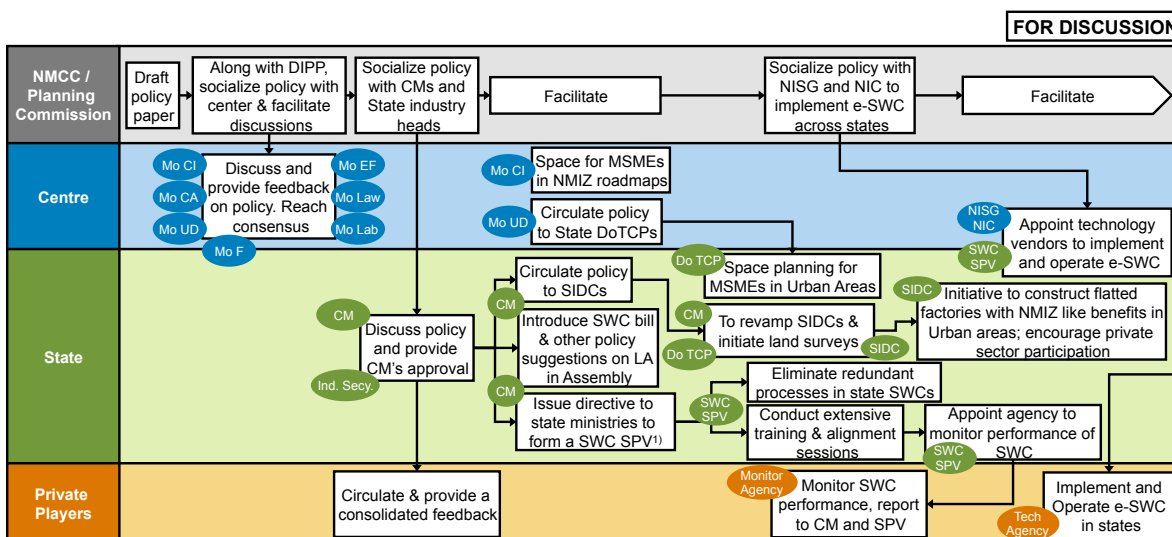 FOR DISCUSSION
NMCC /
Planning
Commission
Draft
policy
paper
Along with DIPP,
socialize policy with
center & facilitate
discussions
Socialize policy
with CMs and
State industry
heads
Facilitate
Socialize policy with
NISG and NIC to
implement e-SWC
across states
Facilitate
Centre
Mo CI
Mo CA
Mo UD
Mo F
Mo EF
Mo Law
Mo Lab
Discuss and
provide feedback
on policy. Reach
consensus
Mo CI
Space for MSMEs
in NMIZ roadmaps
Mo UD
Circulate policy
to State DoTCPs
NISG
NIC
SWC
SPV
Appoint technology
vendors to implement
and operate e-SWC
State
CM
Ind. Secy.
Discuss policy
and provide
CM's approval
Circulate policy
to SIDCs
CM
Introduce SWC bill
& other policy
suggestions on LA
in Assembly
CM
Issue directive to
state ministries to
form a SWC SPV1)
Do TCP
Space planning for
MSMEs in Urban Areas
CM
Do TCP
To revamp SIDCs &
initiate land surveys
SIDC
SIDC
Initiative to construct flatted
factories with NMIZ like benefits in
Urban areas; encourage private
sector participation
SWC
SPV
Eliminate redundant
processes in state SWCs
Conduct extensive
training & alignment
sessions
Appoint agency to
monitor performance of
SWC
SWC
SPV
Private
Players
Circulate & provide a
consolidated feedback
Monitor
Agency
Monitor SWC
performance, report
to CM and SPV
Tech
Agency
Implement and
Operate e-SWC
in states